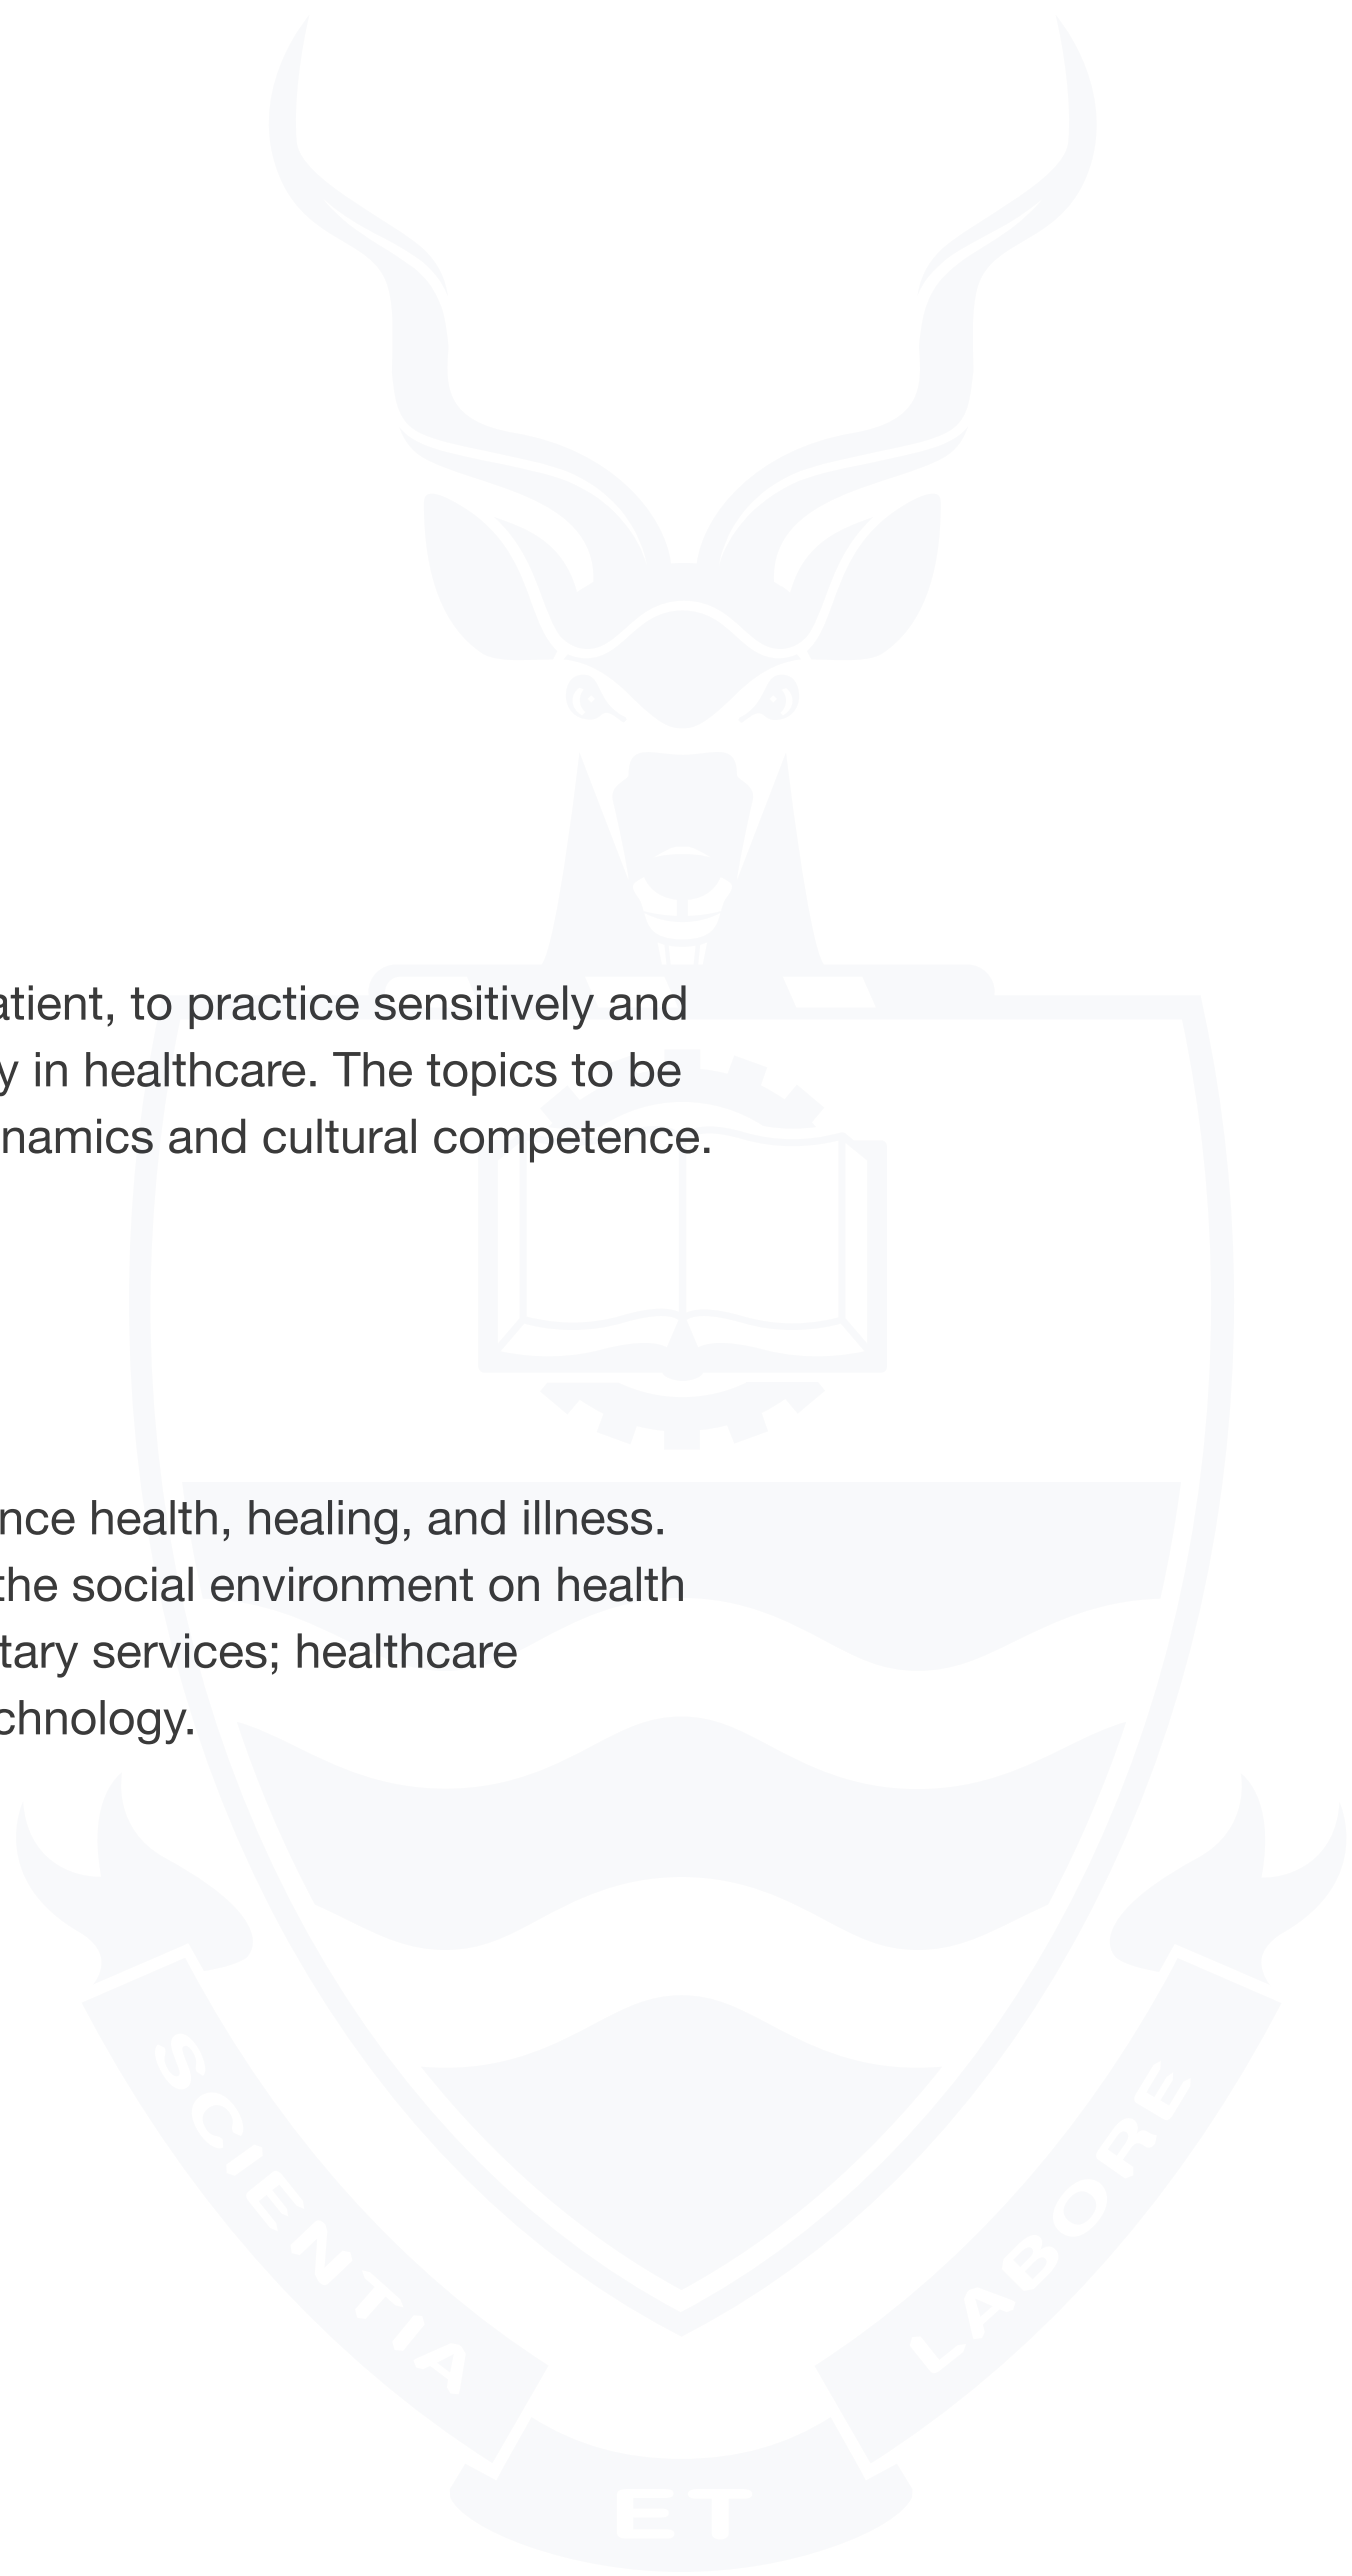 atient, to practice sensitively and
y in healthcare. The topics to be
namics and cultural competence.
nce health, healing, and illness.
the social environment on health
tary services; healthcare
chnology.
SCIENTIA
ET
LABORE